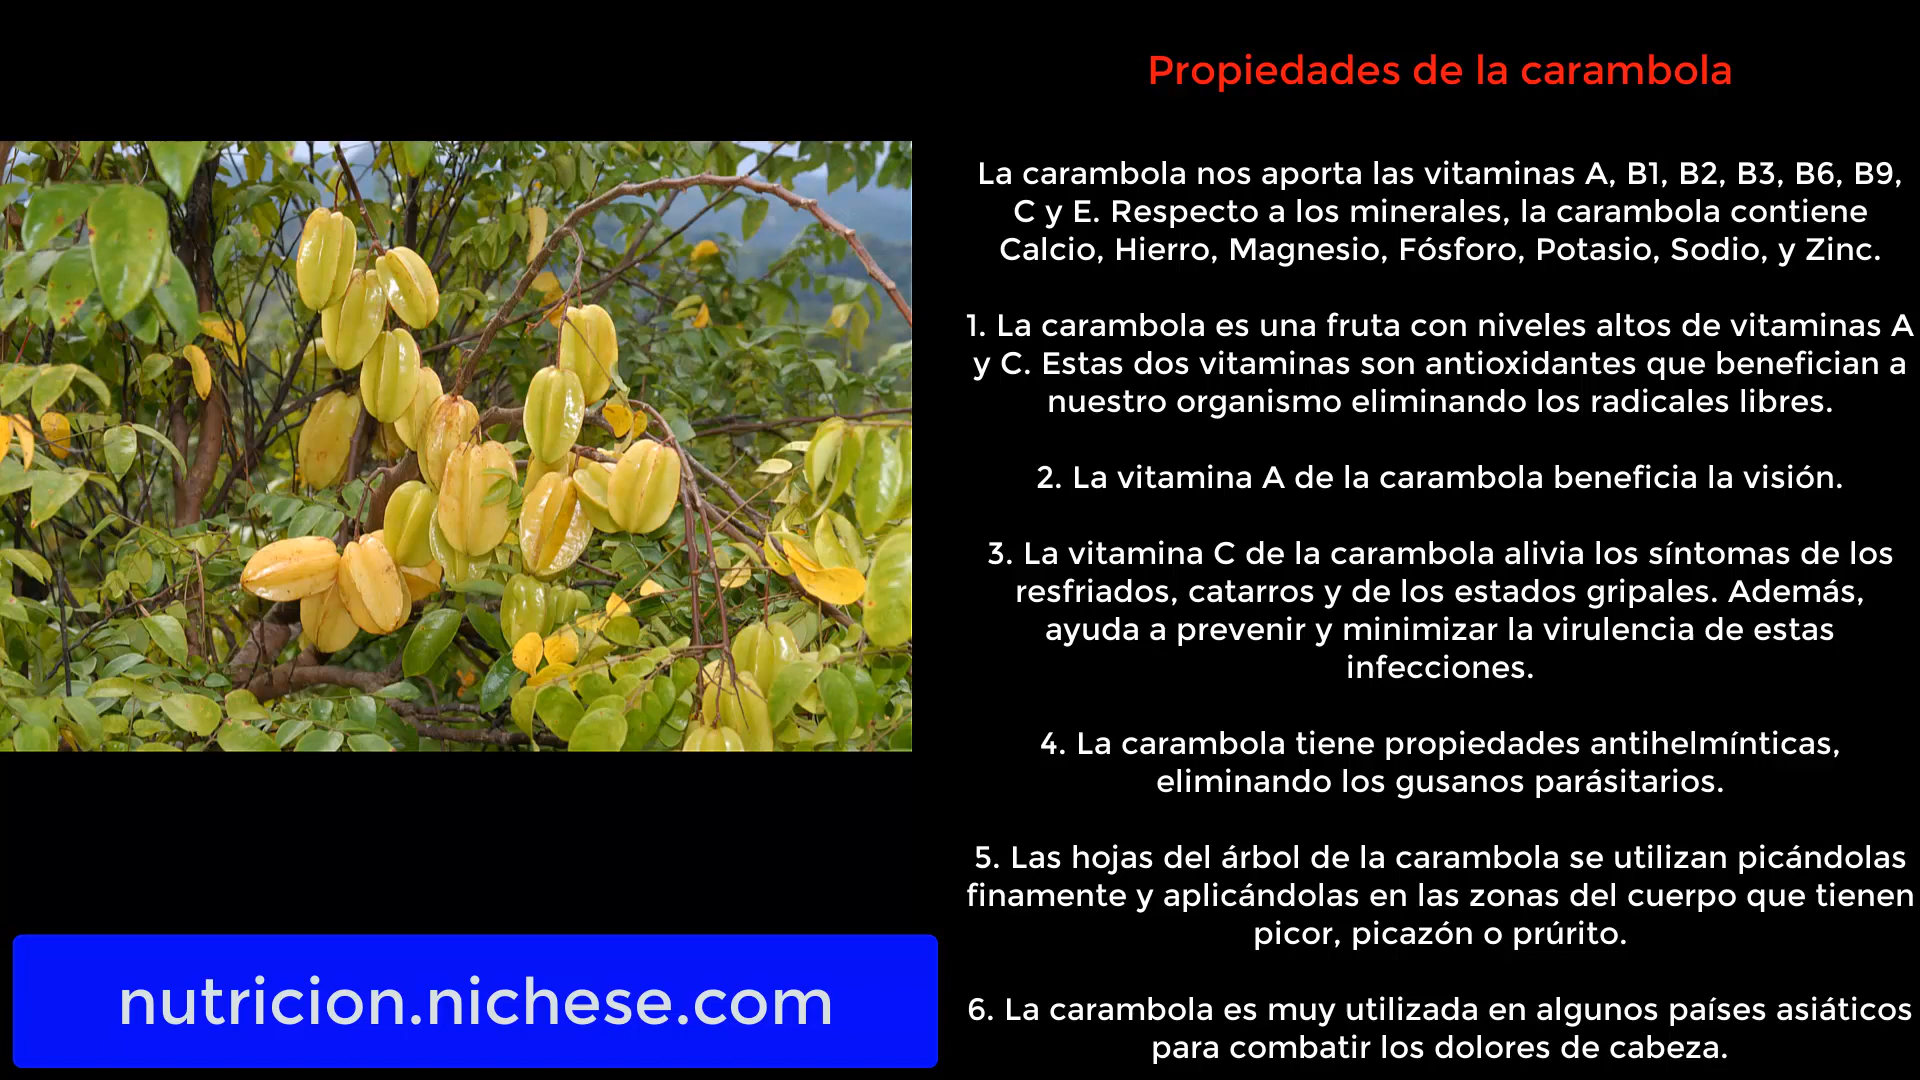 Propiedades de la carambola
La carambola nos aporta las vitaminas A, B1, B2, B3, B6, B9,
C y E. Respecto a los minerales, la carambola contiene
Calcio, Hierro, Magnesio, Fósforo, Potasio, Sodio, y Zinc.
1. La carambola es una fruta con niveles altos de vitaminas A
y C. Estas dos vitaminas son antioxidantes que benefician a
nuestro organismo eliminando los radicales libres.
2. La vitamina A de la carambola beneficia la visión.
3. La vitamina C de la carambola alivia los síntomas de los
resfriados, catarros y de los estados gripales. Además,
ayuda a prevenir y minimizar la virulencia de estas
infecciones.
4. La carambola tiene propiedades antihelmínticas,
eliminando los gusanos parásitarios.
5. Las hojas del árbol de la carambola se utilizan picándolas
finamente y aplicándolas en las zonas del cuerpo que tienen
picor, picazón o prúrito.
6. La carambola es muy utilizada en algunos países asiáticos
para combatir los dolores de cabeza.
nutricion.nichese.com